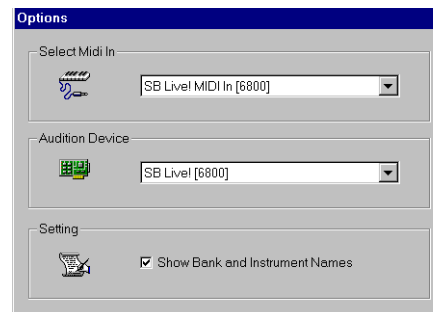 Options
Select Midi In
SB Live! MIDI In [6800]
Audition Device
SB Live! [6800]
Setting
Show Bank and Instrument Names